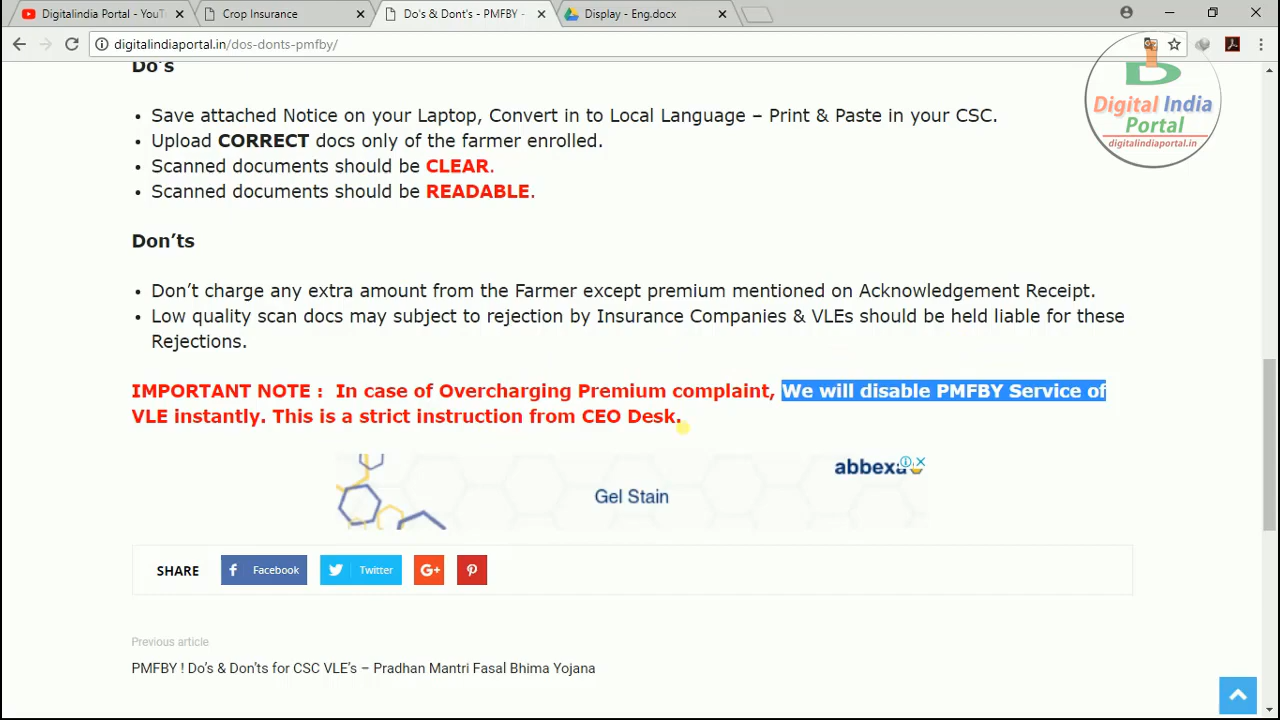 Digitalindia Portal - YouT
Crop Insurance
Do's & Dont's - PMFBY -
Display - Eng.docx
digitalindiaportal.in/dos-donts-pmfby/
Digital India
Portal
digitalindiaportal.in
Do's
• Save attached Notice on your Laptop, Convert in to Local Language – Print & Paste in your CSC.
• Upload CORRECT docs only of the farmer enrolled.
• Scanned documents should be CLEAR.
• Scanned documents should be READABLE.
Don’ts
• Don’t charge any extra amount from the Farmer except premium mentioned on Acknowledgement Receipt.
• Low quality scan docs may subject to rejection by Insurance Companies & VLEs should be held liable for these
Rejections.
IMPORTANT NOTE : In case of Overcharging Premium complaint, We will disable PMFBY Service of
VLE instantly. This is a strict instruction from CEO Desk.
abbexa
Gel Stain
SHARE
Facebook
Twitter
G+
Previous article
PMFBY ! Do’s & Don’ts for CSC VLE’s – Pradhan Mantri Fasal Bhima Yojana